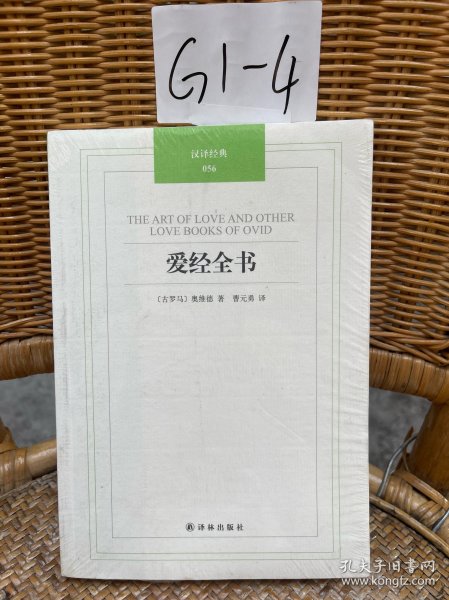 G1-4
汉译经典
056
THE ART OF LOVE AND OTHER
LOVE BOOKS OF OVID
爱经全书
〔古罗马〕奥维德 著 曹元勇 译
译林出版社
孔夫子旧书网
www.kongfz.com